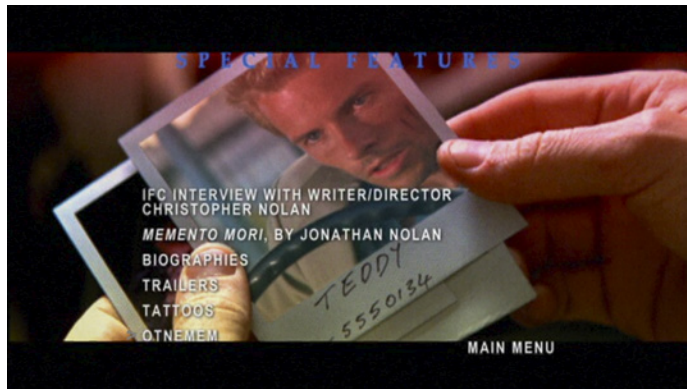 SPECIAL FEATURES
IFC INTERVIEW WITH WRITER/DIRECTOR
CHRISTOPHER NOLAN
MEMENTO MORI, BY JONATHAN NOLAN
BIOGRAPHIES
TRAILERS
TATTOOS
OTNEMEM
TEDDY
5550134
MAIN MENU